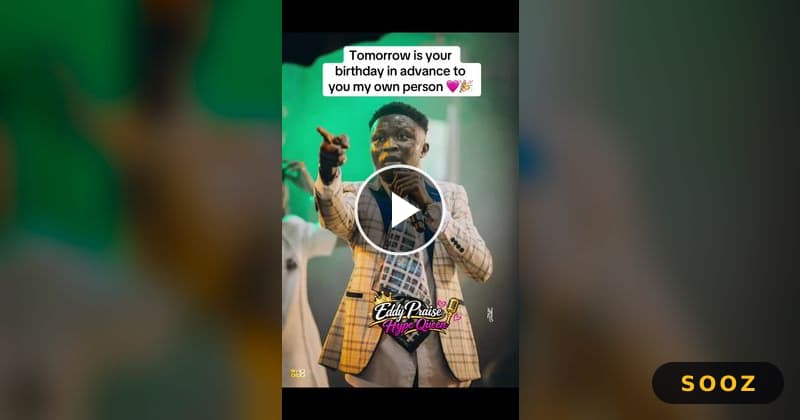 Tomorrow is your
birthday in advance to
you my own person 💜🎉
Eddy Praise
Hype Queen
SOOZ